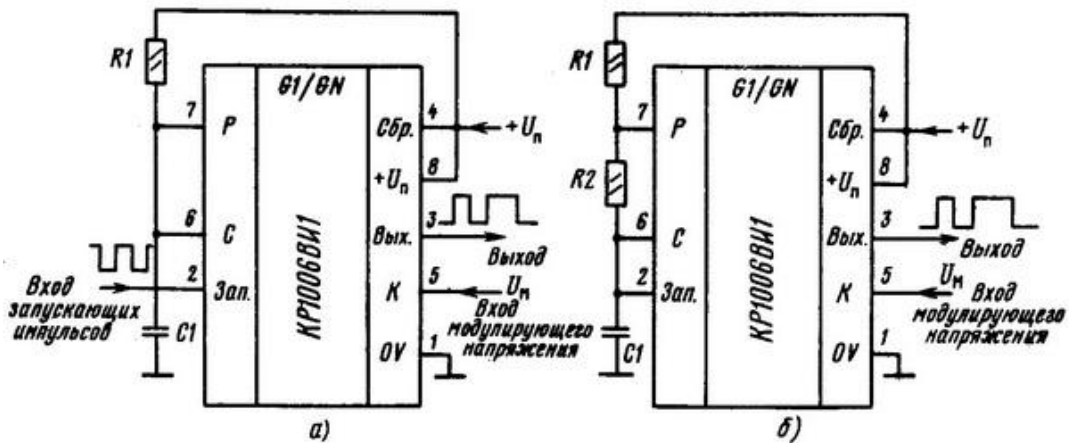 R1
7
P
6
C
2
Зап.
Вход
запускающих
импульсов
C1
G1/GN
КР1006ВИ1
Сбр.
4
+Uп
8
+Uп
Вых.
3
Выход
K
5
Uм
Вход
модулирующего
напряжения
OV
1
а)
R1
7
P
R2
6
C
2
Зап.
C1
G1/GN
КР1006ВИ1
Сбр.
4
+Uп
8
+Uп
Вых.
3
Выход
K
5
Uм
Вход
модулирующего
напряжения
OV
1
б)